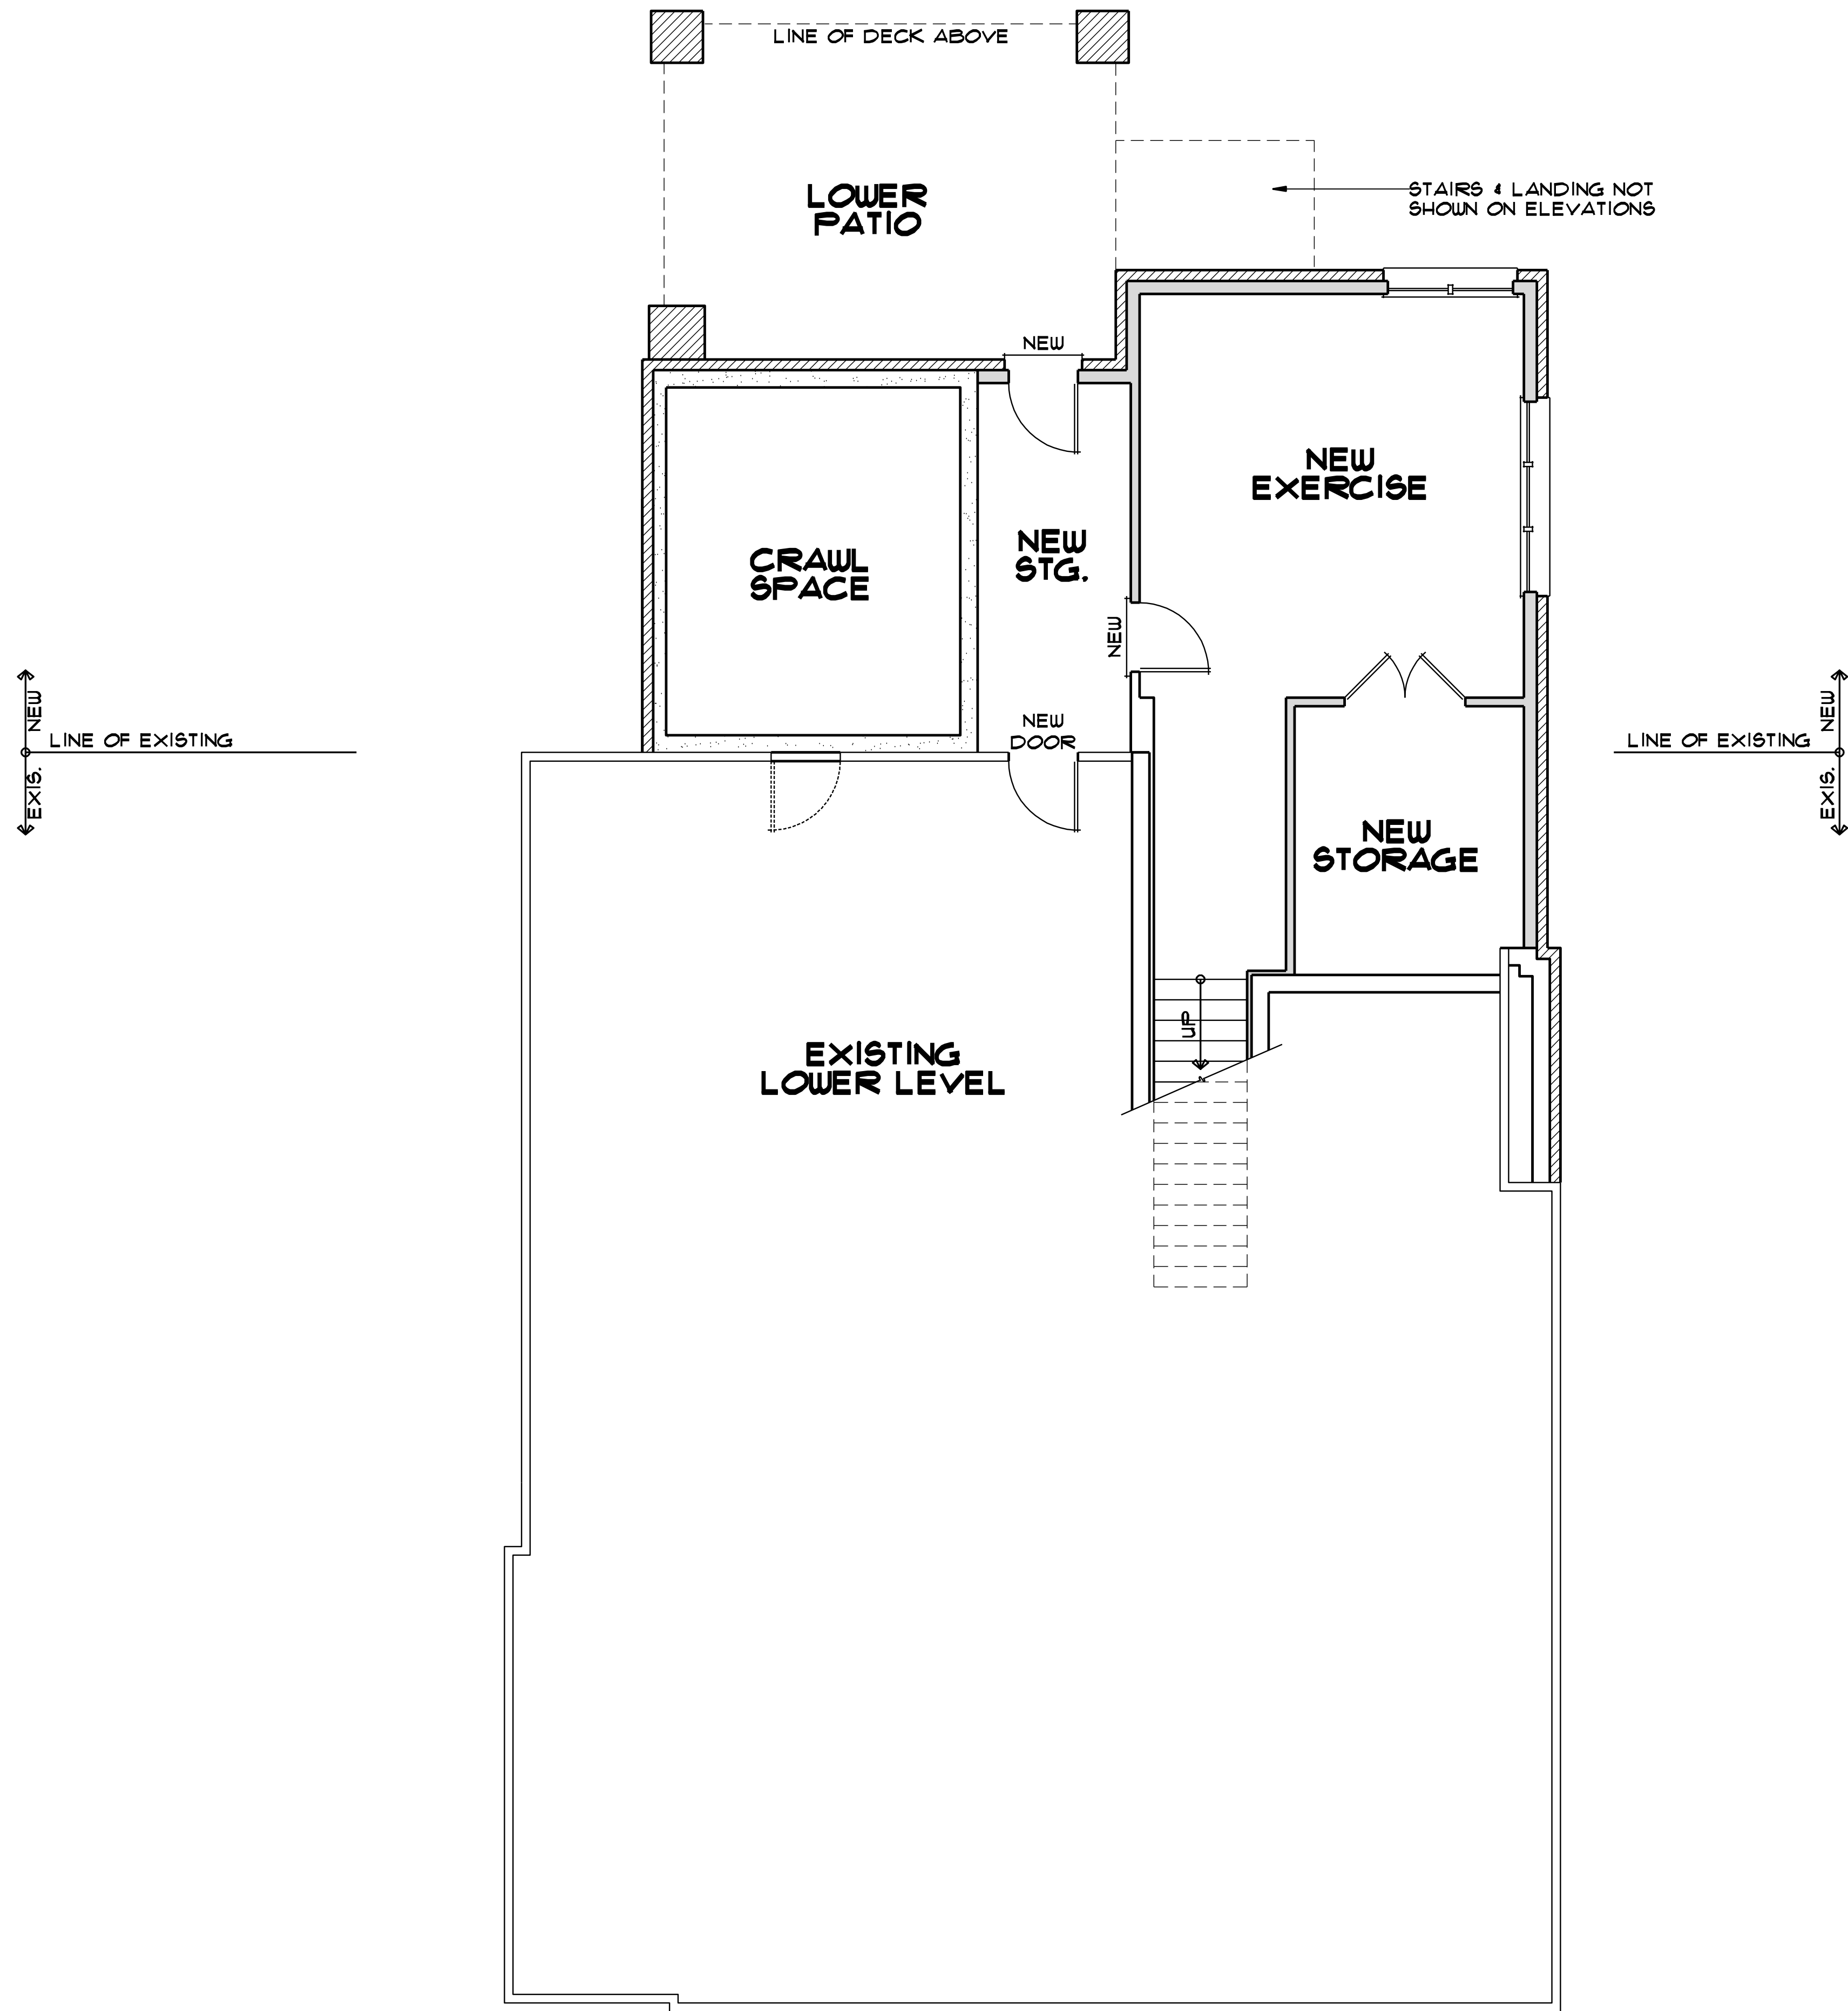 LINE OF DECK ABOVE
LOWER
PATIO
STAIRS & LANDING NOT
SHOWN ON ELEVATIONS
NEW
NEW
EXERCISE
NEW
STG.
CRAWL
SPACE
NEW
NEW
DOOR
NEW
LINE OF EXISTING
EXIS.
NEW
LINE OF EXISTING
EXIS.
NEW
STORAGE
UP
EXISTING
LOWER LEVEL